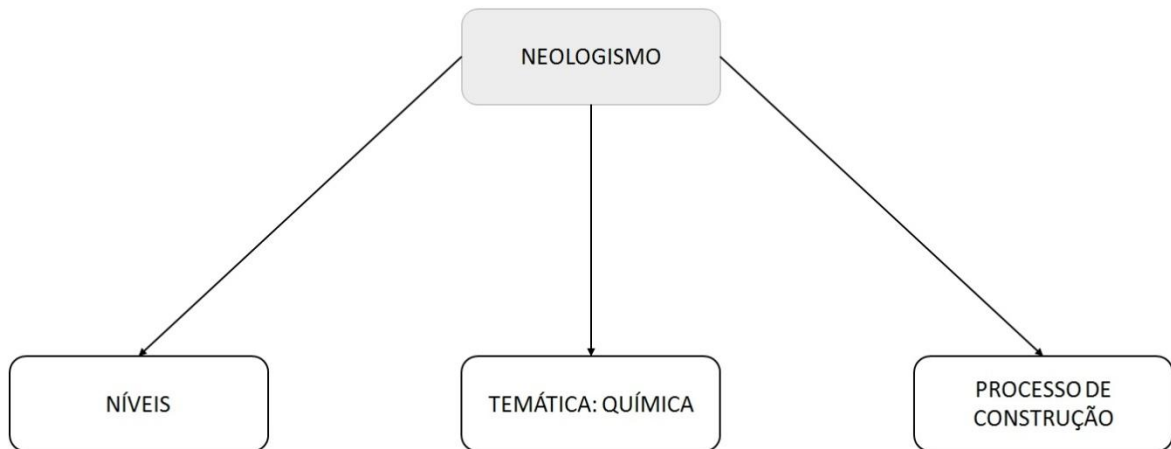 NEOLOGISMO
NÍVEIS
TEMÁTICA: QUÍMICA
PROCESSO DE
CONSTRUÇÃO